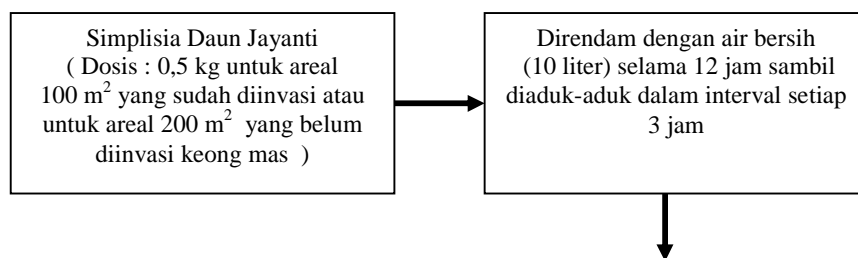 Simplisia Daun Jayanti
( Dosis : 0,5 kg untuk areal
100 m² yang sudah diinvasi atau
untuk areal 200 m² yang belum
diinvasi keong mas )
Direndam dengan air bersih
(10 liter) selama 12 jam sambil
diaduk-aduk dalam interval setiap
3 jam